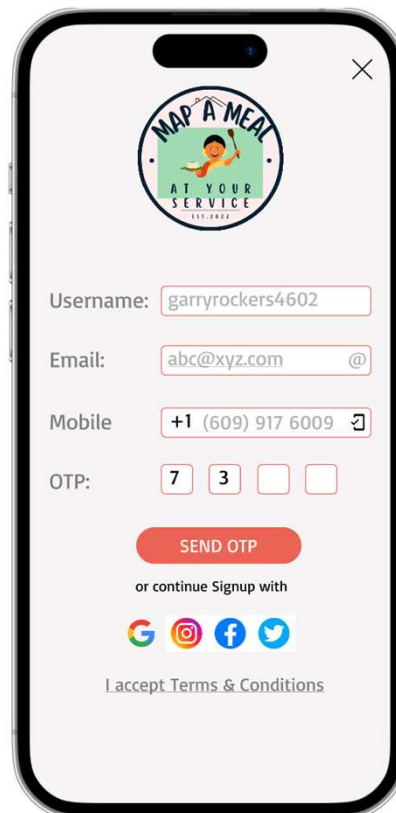 MAP A MEAL
AT YOUR
SERVICE
EST.2022
Username: garryrockers4602
Email: abc@xyz.com @
Mobile +1 (609) 917 6009
OTP: 7 3
SEND OTP
or continue Signup with
I accept Terms & Conditions